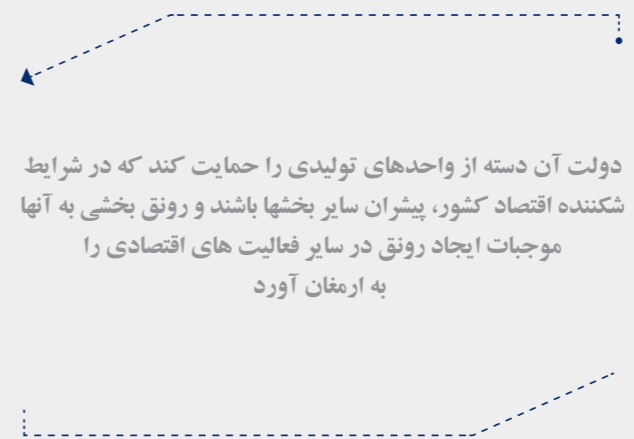 دولت آن دسته از واحدهای تولیدی را حمایت کند که در شرایط
شکننده اقتصاد کشور، پیشران سایر بخشها باشند و رونق بخشی به آنها
موجبات ایجاد رونق در سایر فعالیت های اقتصادی را
به ارمغان آورد